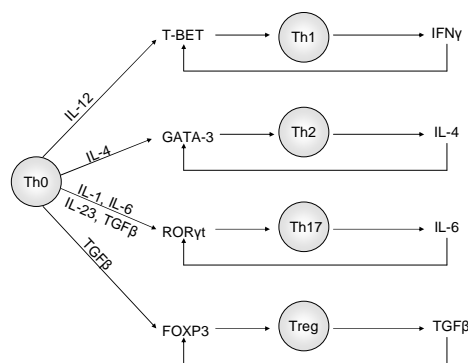 T-BET
Th1
IFNγ
IL-12
GATA-3
Th2
IL-4
IL-4
Th0
IL-1, IL-6
IL-23, TGFβ
RORγt
Th17
IL-6
TGFβ
FOXP3
Treg
TGFβ